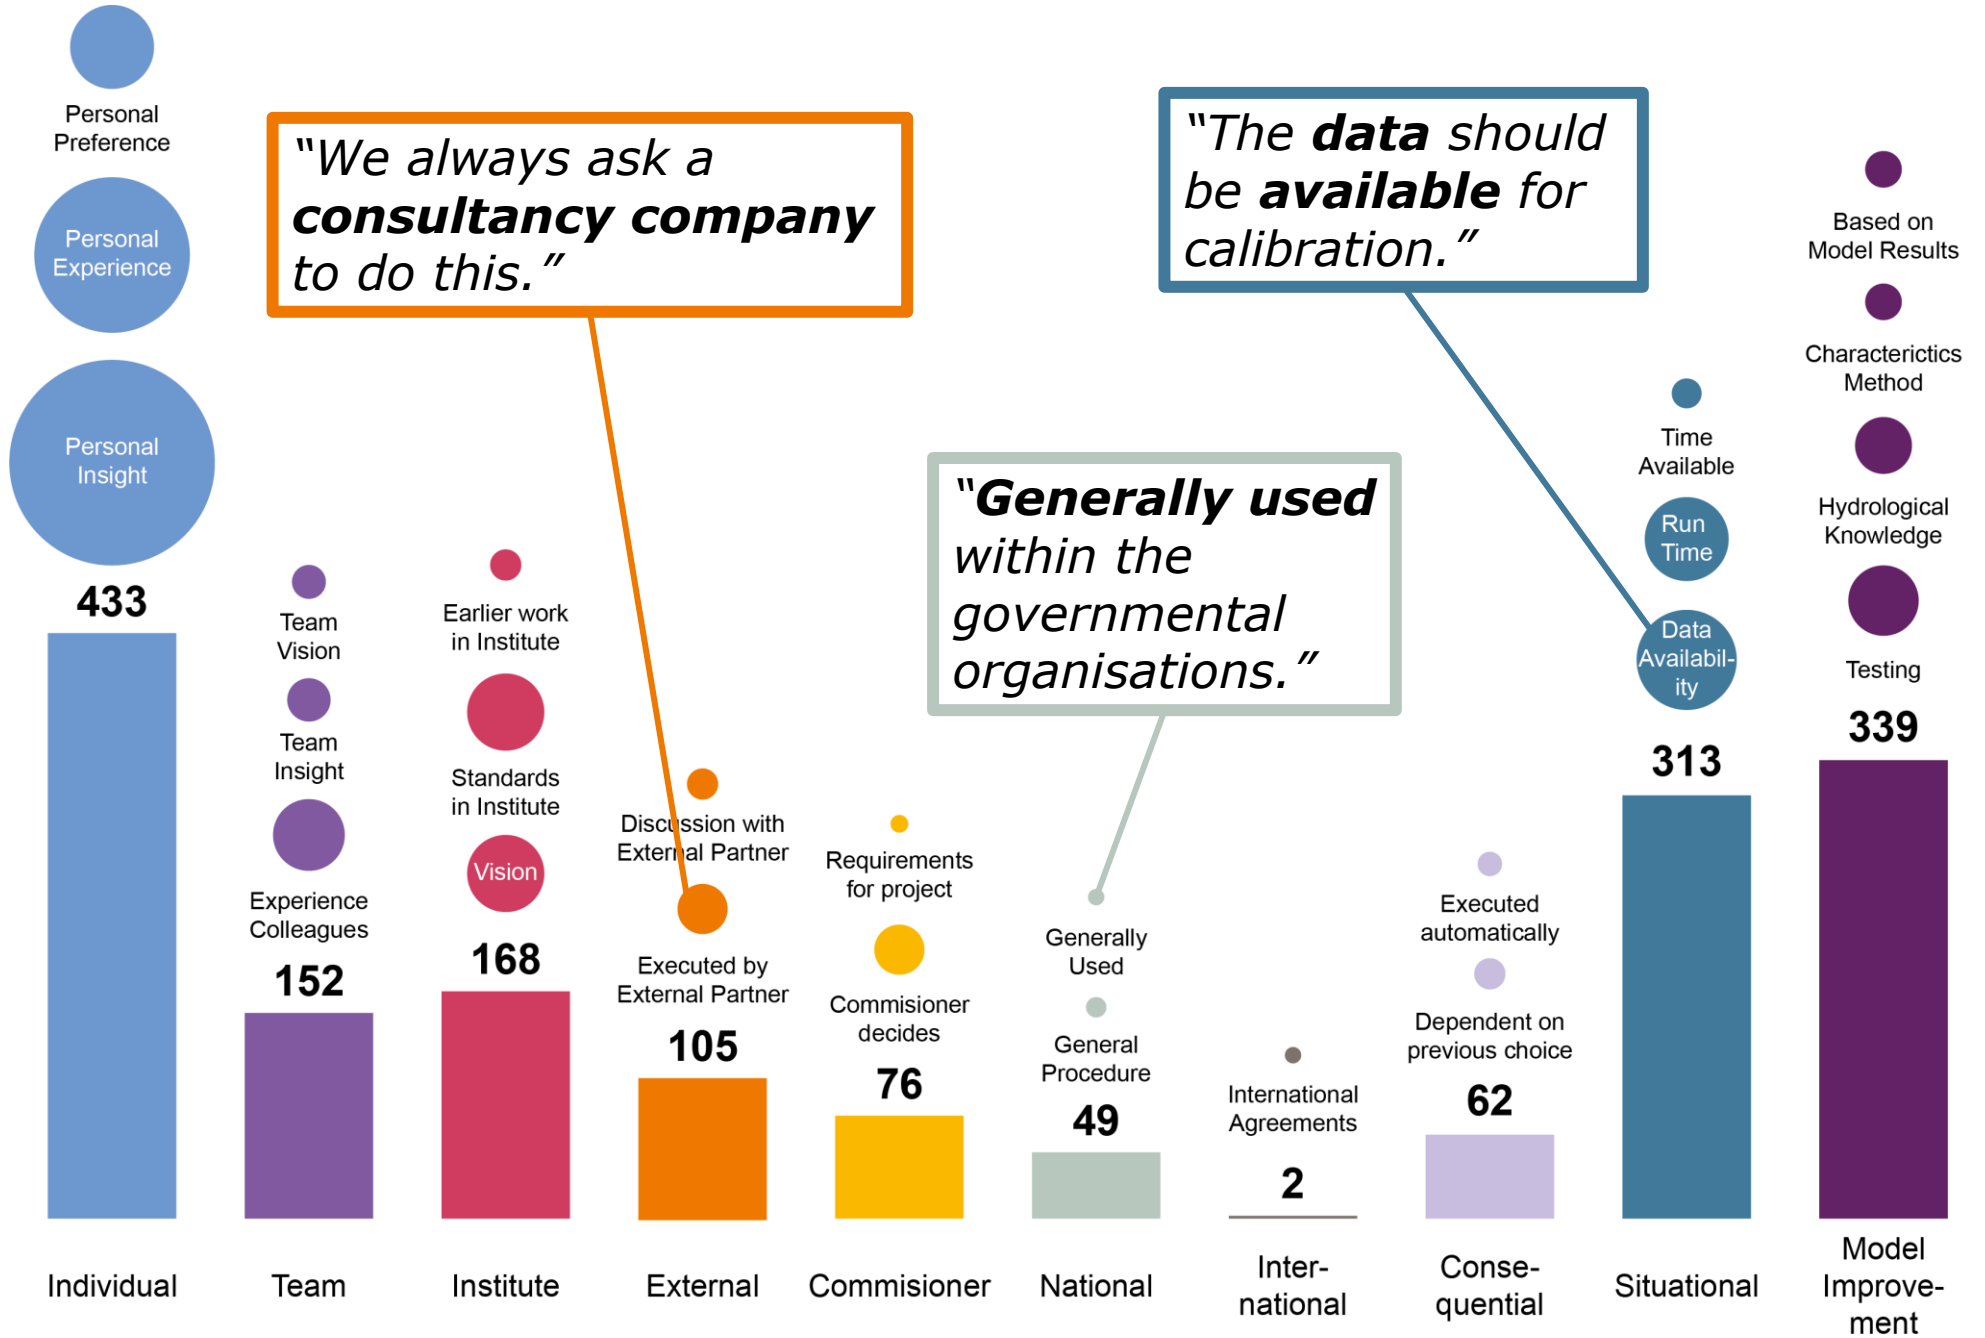 Personal
Preference
Personal
Experience
Personal
Insight
433
Individual
Team
Vision
Team
Insight
Experience
Colleagues
152
Team
Earlier work
in Institute
Standards
in Institute
Vision
168
Institute
“We always ask a
consultancy company
to do this.”
Discussion with
External Partner
Executed by
External Partner
105
External
Requirements
for project
Commisioner
decides
76
Commisioner
“Generally used
within the
governmental
organisations.”
Generally
Used
General
Procedure
49
National
International
Agreements
2
Inter-
national
Executed
automatically
Dependent on
previous choice
62
Conse-
quential
“The data should
be available for
calibration.”
Time
Available
Run
Time
Data
Availabil-
ity
313
Situational
Based on
Model Results
Characterictics
Method
Hydrological
Knowledge
Testing
339
Model
Improve-
ment